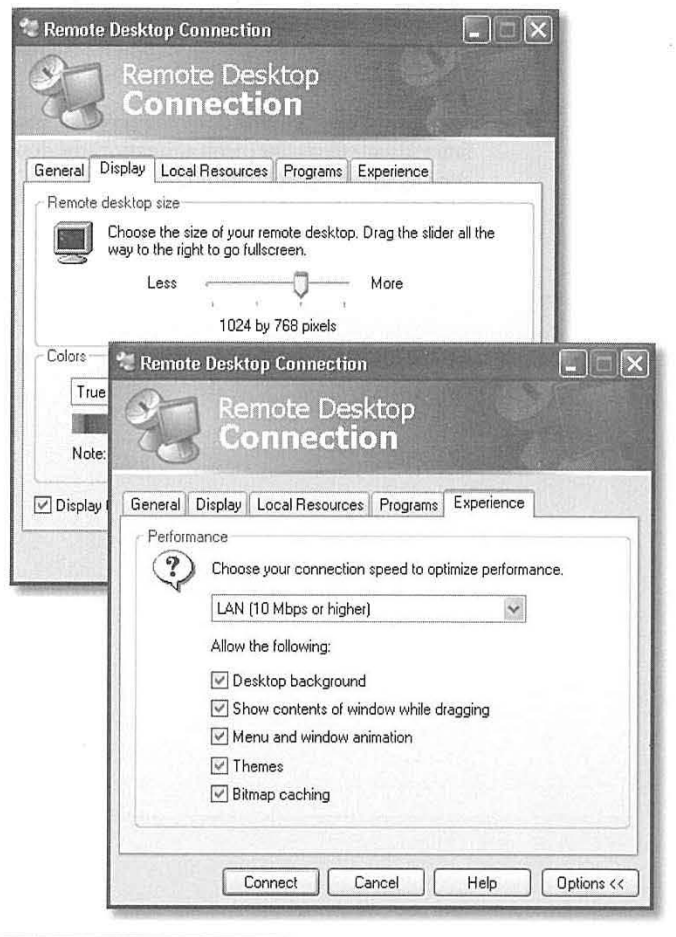 Remote Desktop Connection
Remote Desktop
Connection
General Display Local Resources Programs Experience
Remote desktop size
Choose the size of your remote desktop. Drag the slider all the
way to the right to go fullscreen.
Less More
1024 by 768 pixels
Colors
True
Note:
Display
Remote Desktop Connection
Remote Desktop
Connection
General Display Local Resources Programs Experience
Performance
Choose your connection speed to optimize performance.
LAN (10 Mbps or higher)
Allow the following:
Desktop background
Show contents of window while dragging
Menu and window animation
Themes
Bitmap caching
Connect Cancel Help Options <<